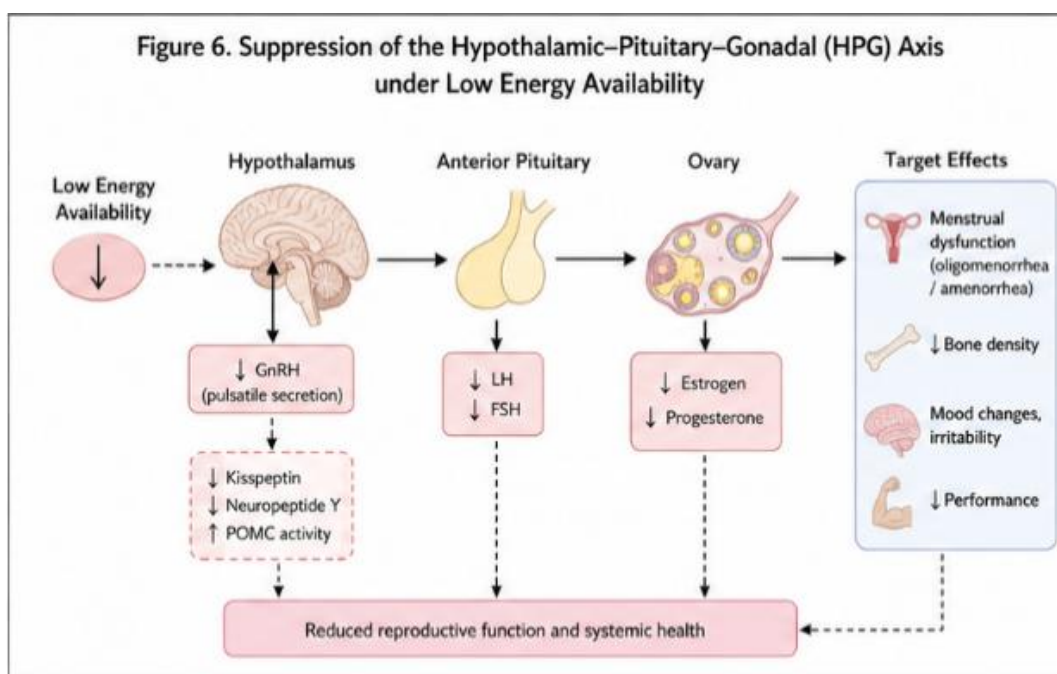 Figure 6. Suppression of the Hypothalamic–Pituitary–Gonadal (HPG) Axis
under Low Energy Availability
Low Energy
Availability
↓
Hypothalamus
↓ GnRH
(pulsatile secretion)
↓ Kisspeptin
↓ Neuropeptide Y
↑ POMC activity
Anterior Pituitary
↓ LH
↓ FSH
Ovary
↓ Estrogen
↓ Progesterone
Target Effects
Menstrual
dysfunction
(oligomenorrhea
/ amenorrhea)
↓ Bone density
Mood changes,
irritability
↓ Performance
Reduced reproductive function and systemic health